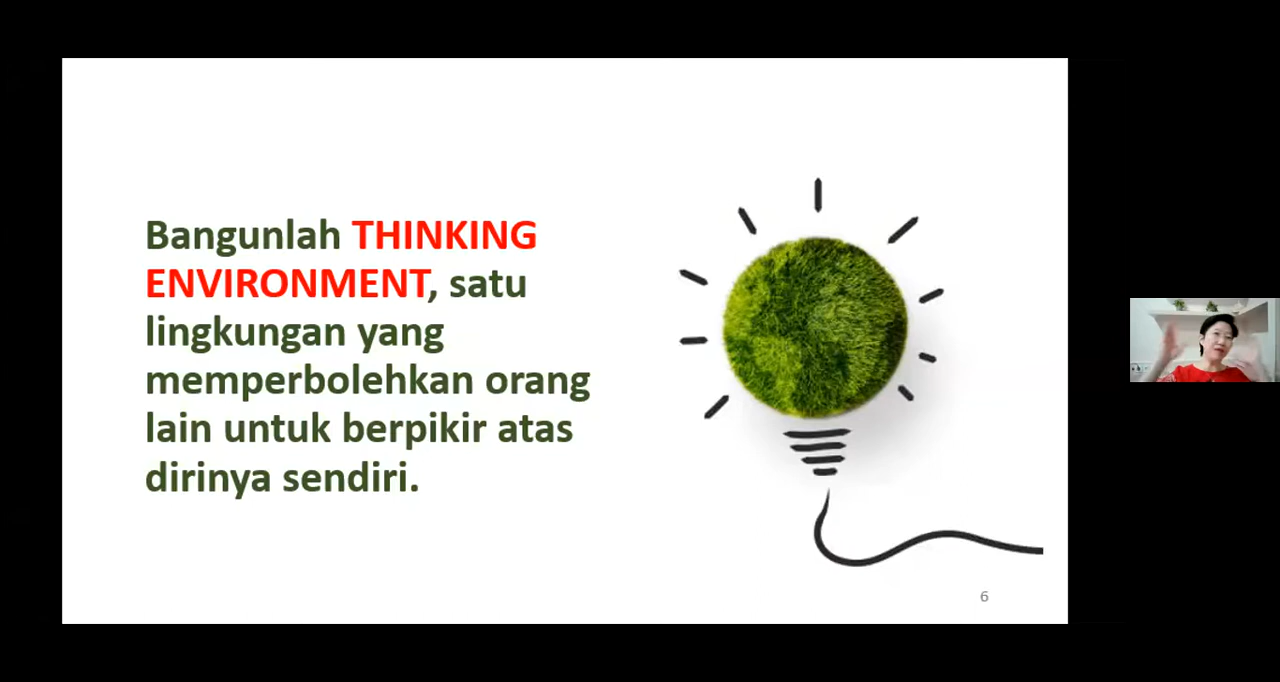 Bangunlah THINKING
ENVIRONMENT, satu
lingkungan yang
memperbolehkan orang
lain untuk berpikir atas
dirinya sendiri.
6